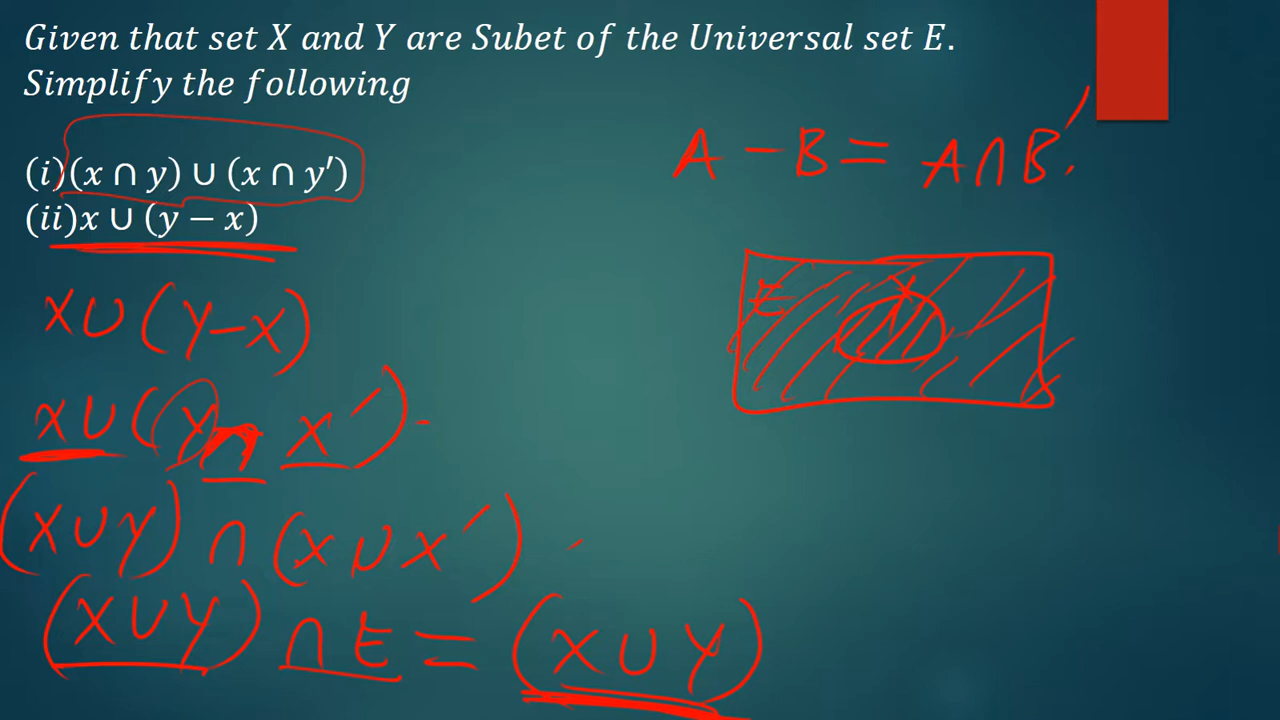 Given that set X and Y are Subet of the Universal set E.
Simplify the following
(i)(x ∩ y) ∪ (x ∩ y′)
(ii)x ∪ (y − x)
A − B = A ∩ B′.
E X
X ∪ (Y − X)
X ∪ (Y ∩ X′)
(X ∪ Y) ∩ (X ∪ X′)
(X ∪ Y) ∩ E = (X ∪ Y)